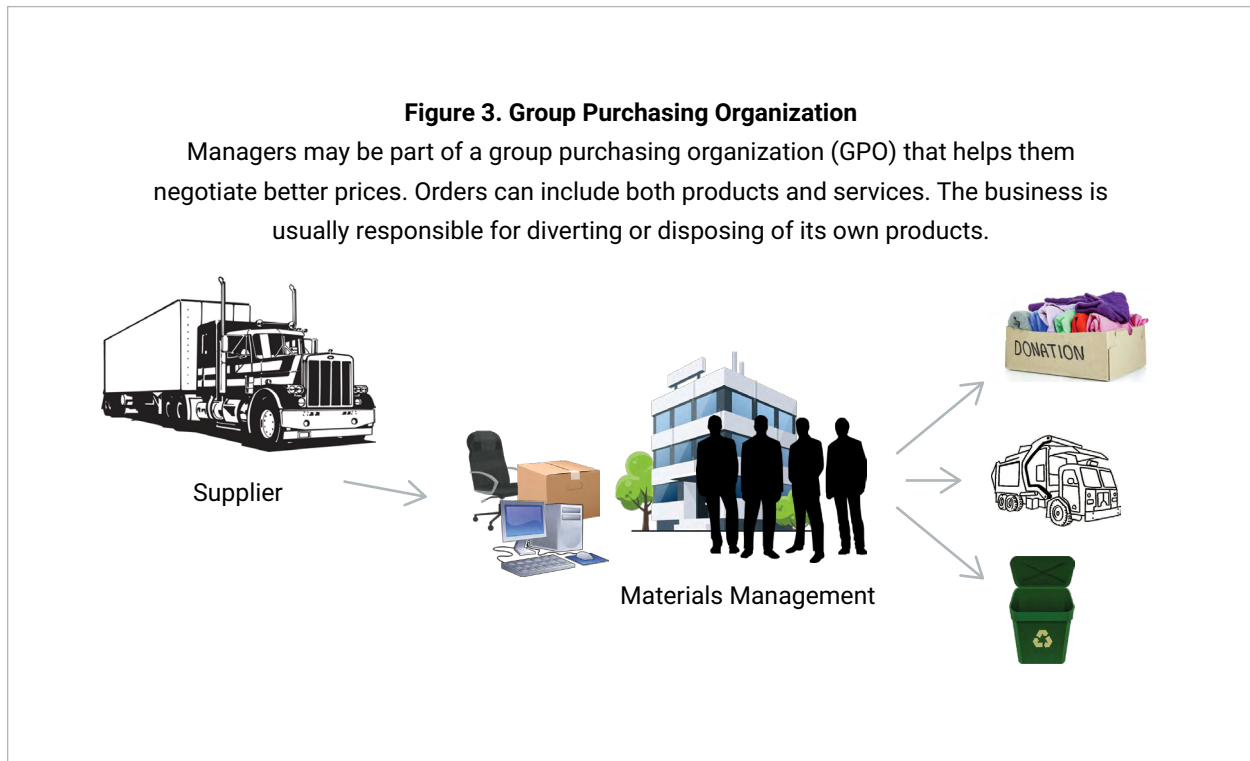 Figure 3. Group Purchasing Organization
Managers may be part of a group purchasing organization (GPO) that helps them
negotiate better prices. Orders can include both products and services. The business is
usually responsible for diverting or disposing of its own products.
DONATION
Supplier
Materials Management